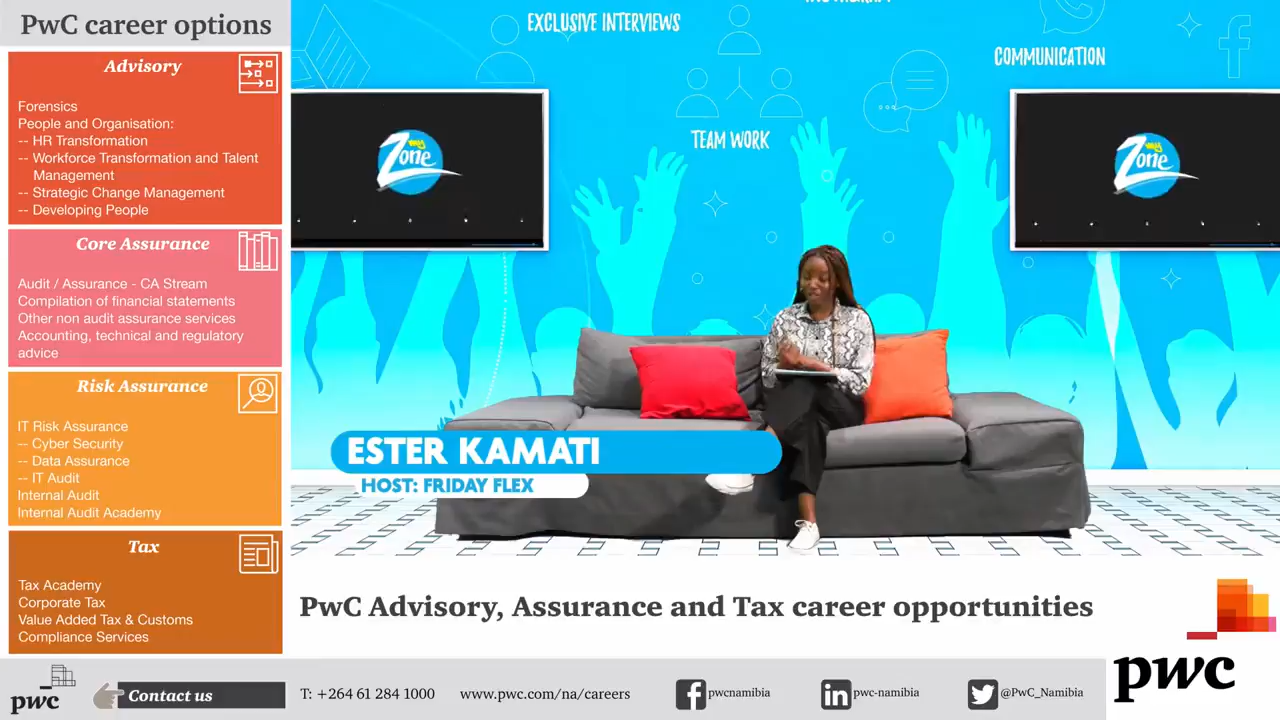 PwC career options
Advisory
Forensics
People and Organisation:
-- HR Transformation
-- Workforce Transformation and Talent
Management
-- Strategic Change Management
-- Developing People
Core Assurance
Audit / Assurance - CA Stream
Compilation of financial statements
Other non audit assurance services
Accounting, technical and regulatory
advice
Risk Assurance
IT Risk Assurance
-- Cyber Security
-- Data Assurance
-- IT Audit
Internal Audit
Internal Audit Academy
Tax
Tax Academy
Corporate Tax
Value Added Tax & Customs
Compliance Services
EXCLUSIVE INTERVIEWS
COMMUNICATION
TEAM WORK
my
Zone
my
Zone
ESTER KAMATI
HOST: FRIDAY FLEX
PwC Advisory, Assurance and Tax career opportunities
pwc
Contact us
T: +264 61 284 1000
www.pwc.com/na/careers
pwcnamibia
pwc-namibia
@PwC_Namibia
pwc